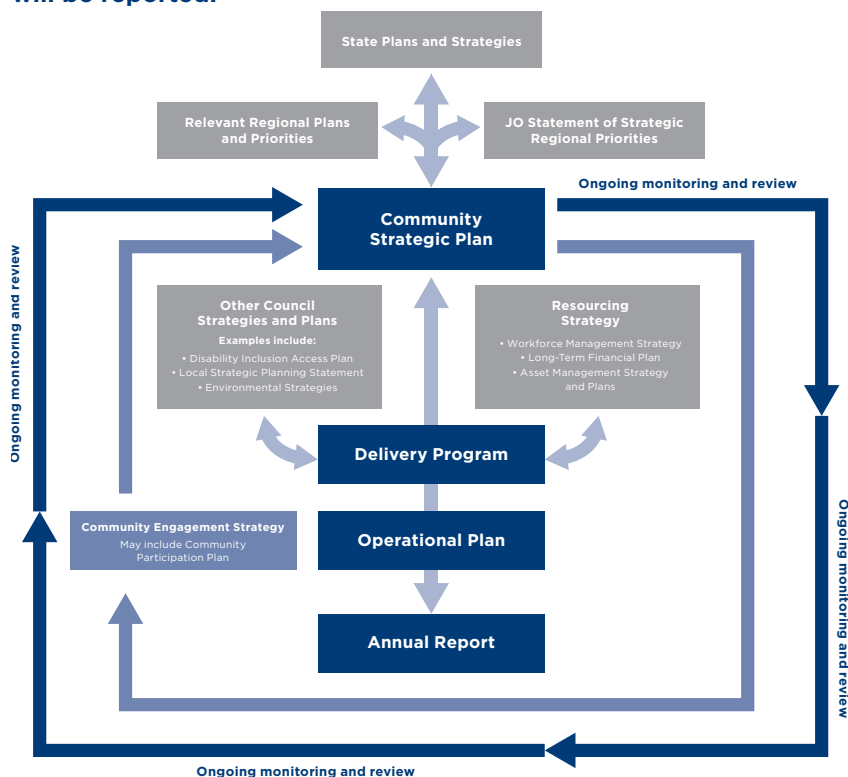 will be reported.
State Plans and Strategies
Relevant Regional Plans
and Priorities
JO Statement of Strategic
Regional Priorities
Ongoing monitoring and review
Community
Strategic Plan
Ongoing monitoring and review
Other Council
Strategies and Plans
Examples include:
• Disability Inclusion Access Plan
• Local Strategic Planning Statement
• Environmental Strategies
Resourcing
Strategy
• Workforce Management Strategy
• Long-Term Financial Plan
• Asset Management Strategy
and Plans
Delivery Program
Community Engagement Strategy
May include Community
Participation Plan
Operational Plan
Ongoing monitoring and review
Annual Report
Ongoing monitoring and review